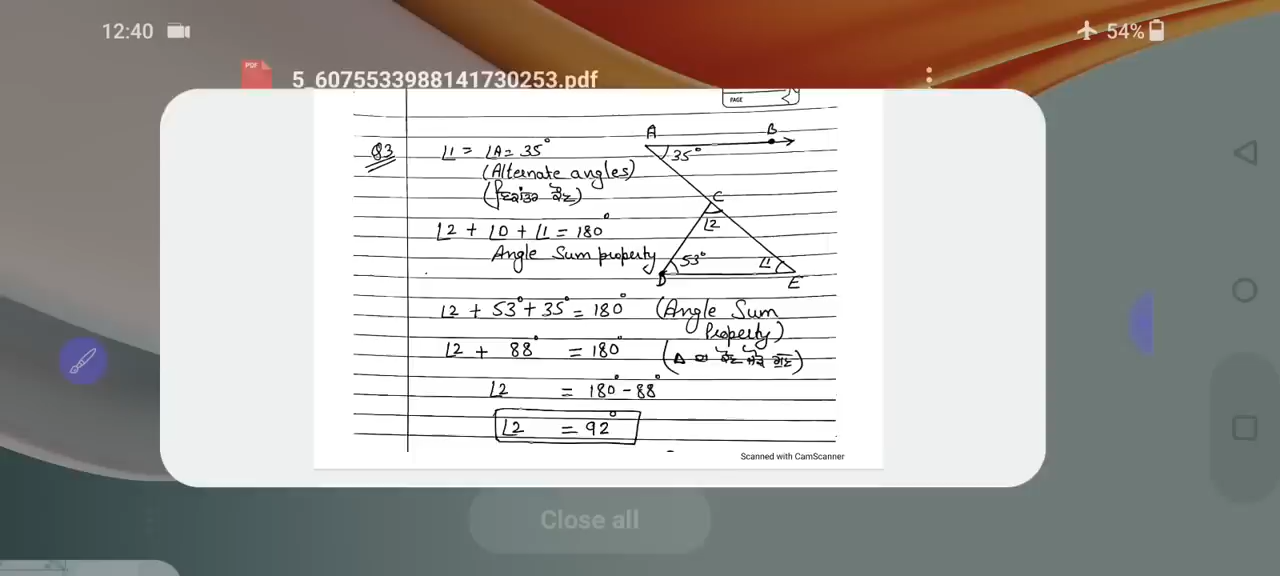 12:40
54%
PDF
5_6075533988141730253.pdf
PAGE
Q3
∠1 = ∠A = 35°
(Alternate angles)
A
B
35°
C
∠2
53°
∠1
D
E
∠2 + ∠D + ∠1 = 180°
Angle Sum property
∠2 + 53° + 35° = 180°
(Angle Sum
Property)
∠2 + 88° = 180°
∠2 = 180° - 88°
∠2 = 92°
Scanned with CamScanner
Close all